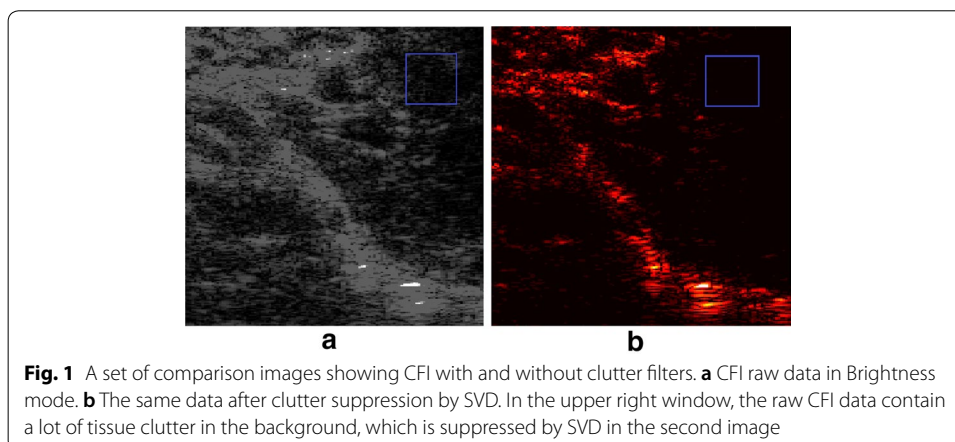 a
b
Fig. 1 A set of comparison images showing CFI with and without clutter filters. a CFI raw data in Brightness
mode. b The same data after clutter suppression by SVD. In the upper right window, the raw CFI data contain
a lot of tissue clutter in the background, which is suppressed by SVD in the second image